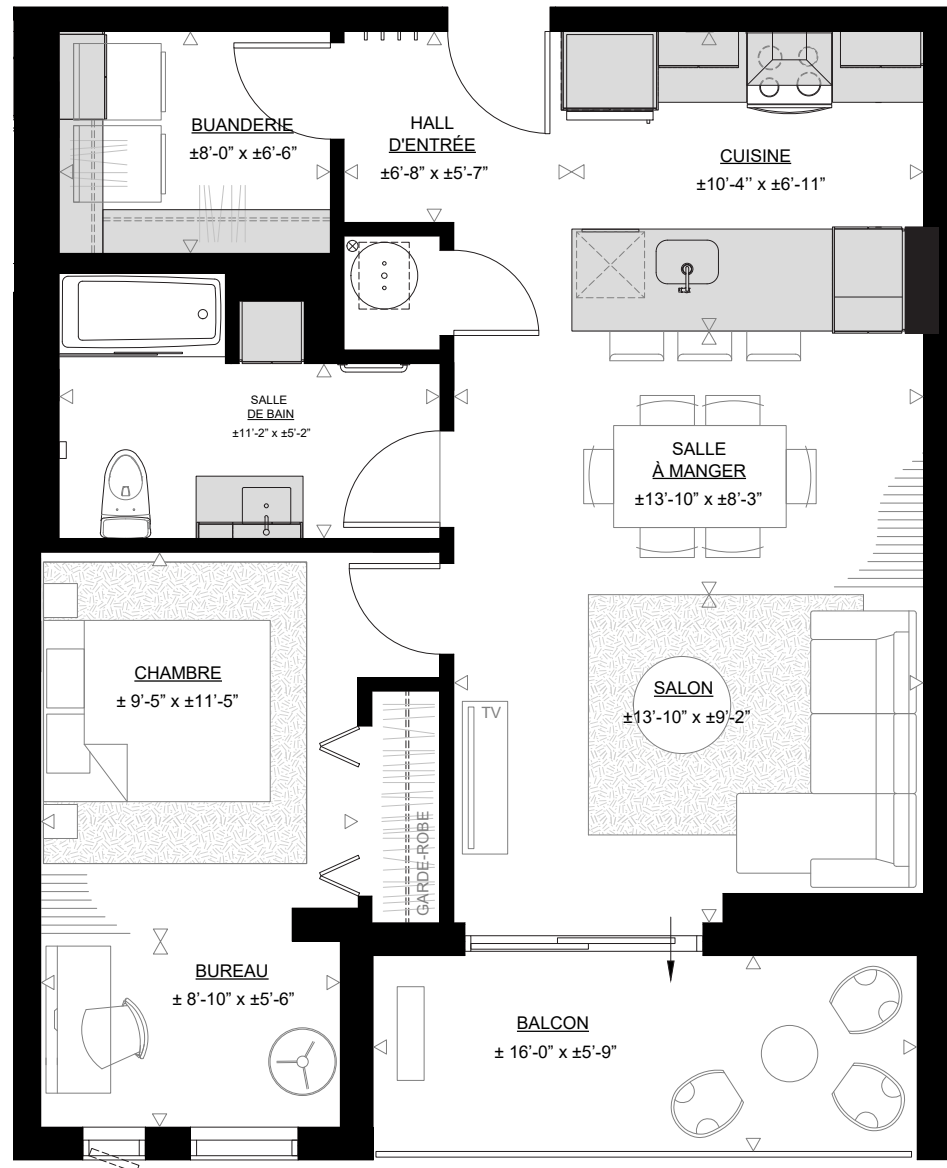 BUANDERIE
±8'-0” x ±6'-6”
HALL
D'ENTRÉE
±6'-8” x ±5'-7”
CUISINE
±10'-4'' x ±6'-11”
SALLE
DE BAIN
±11'-2” x ±5'-2”
SALLE
À MANGER
±13'-10” x ±8'-3”
CHAMBRE
± 9'-5” x ±11'-5”
TV
SALON
±13'-10” x ±9'-2”
GARDE-ROBE
BUREAU
± 8'-10” x ±5'-6”
BALCON
± 16'-0” x ±5'-9”